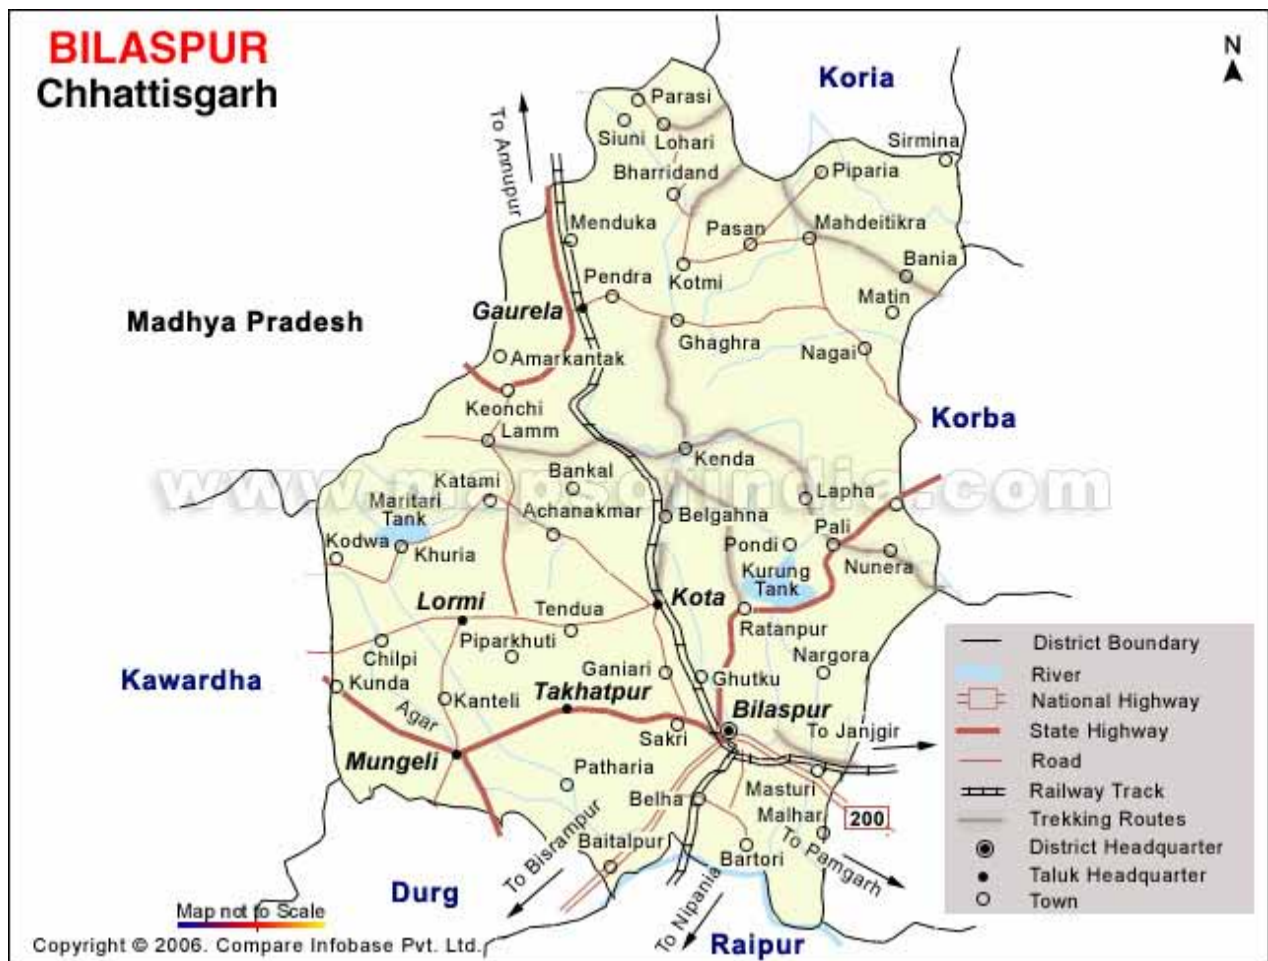 BILASPUR
Chhattisgarh
N
Koria
To Annupur
Parasi
Siuni
Lohari
Sirmina
Bharridand
Piparia
Menduka
Pasan
Mahdeitikra
Bania
Pendra
Kotmi
Matin
Gaurela
Madhya Pradesh
Ghaghra
Nagai
Amarkantak
Keonchi
Korba
Lamm
Kenda
www.mapsofindia.com
Bankal
Katami
Lapha
Maritari
Tank
Achanakmar
Belgahna
Pali
Kodwa
Khuria
Pondi
Nunera
Kurung
Tank
Lormi
Kota
Tendua
Ratanpur
Piparkhuti
Chilpi
Ganiari
Nargora
Kawardha
Kunda
Ghutku
Kanteli
Takhatpur
Agar
Bilaspur
Sakri
To Janjgir
Mungeli
Patharia
Masturi
Belha
Malhar
200
Baitalpur
Bartori
To Bisrampur
To Pamgarh
Durg
To Nipania
Raipur
District Boundary
River
National Highway
State Highway
Road
Railway Track
Trekking Routes
District Headquarter
Taluk Headquarter
Town
Map not to Scale
Copyright © 2006. Compare Infobase Pvt. Ltd.